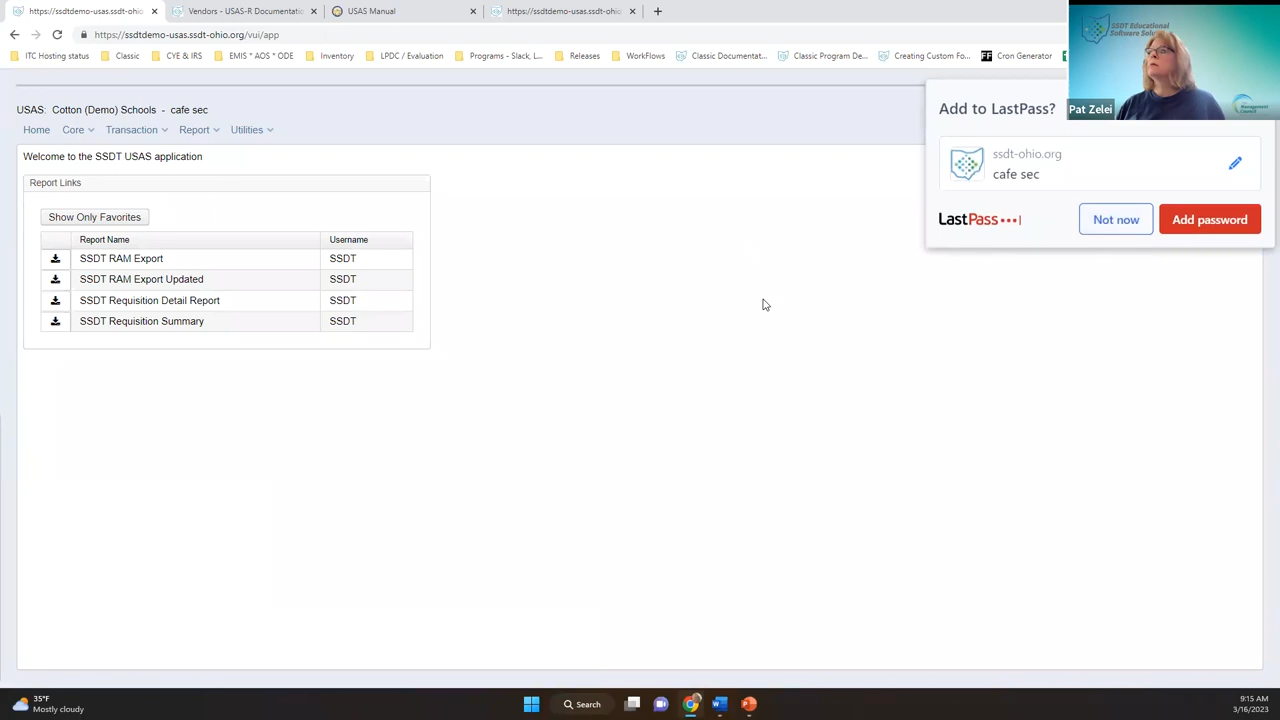 https://ssdtdemo-usas.ssdt-ohio
Vendors - USAS-R Documentatio
USAS Manual
https://ssdtdemo-usas.ssdt-ohio
https://ssdtdemo-usas.ssdt-ohio.org/vui/app
ITC Hosting status
Classic
CYE & IRS
EMIS * AOS * ODE
Inventory
LPDC / Evaluation
Programs - Slack, L...
Releases
WorkFlows
Classic Documentat...
Classic Program De...
Creating Custom Fo...
FF
Cron Generator
SSDT Educational
Pat Zelei
Management
Council
USAS: Cotton (Demo) Schools - cafe sec
Home
Core
Transaction
Report
Utilities
Add to LastPass?
ssdt-ohio.org
cafe sec
LastPass
Not now
Add password
Welcome to the SSDT USAS application
Report Links
Show Only Favorites
Report Name Username
SSDT RAM Export SSDT
SSDT RAM Export Updated SSDT
SSDT Requisition Detail Report SSDT
SSDT Requisition Summary SSDT
35°F
Mostly cloudy
Search
9:15 AM
3/16/2023